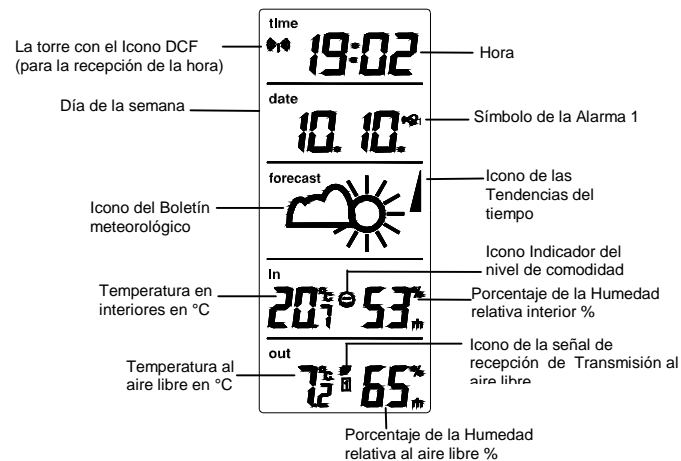 tIme
La torre con el Icono DCF
(para la recepción de la hora)
19:02
Hora
Día de la semana
date
10. 10.
Símbolo de la Alarma 1
forecast
Icono de las
Tendencias del
tiempo
Icono del Boletín
meteorológico
Icono Indicador del
nivel de comodidad
In
Temperatura en
interiores en °C
20.1 °C 53 % rh
Porcentaje de la Humedad
relativa interior %
out
Icono de la señal de
recepción de Transmisión al
aire libre
Temperatura al
aire libre en °C
7.2 °C 1 65 % rh
Porcentaje de la Humedad
relativa al aire libre %